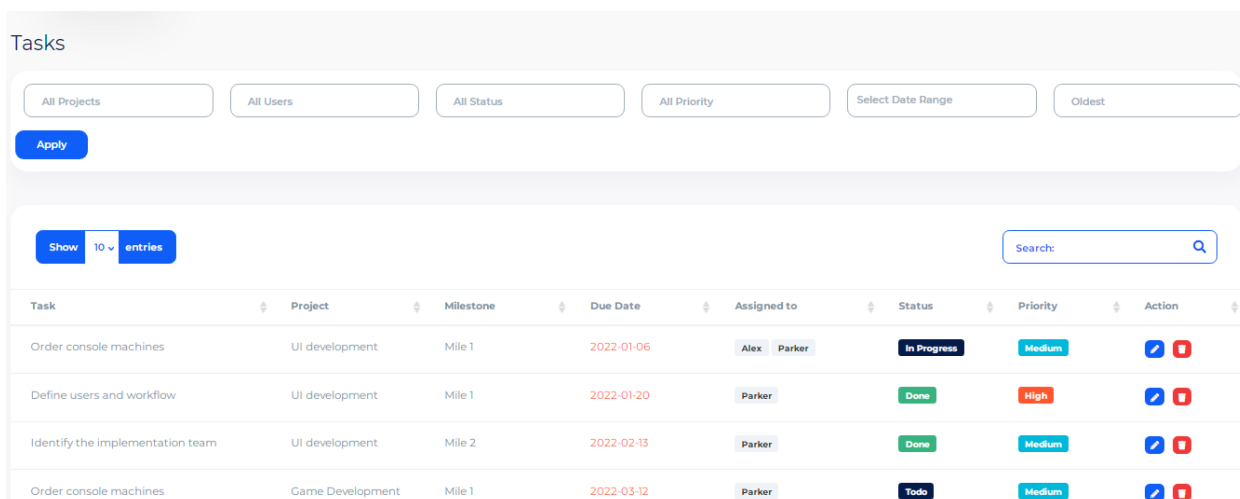 Tasks
All Projects All Users All Status All Priority Select Date Range Oldest
Apply
Show 10 entries Search:
Task Project Milestone Due Date Assigned to Status Priority Action
Order console machines UI development Mile 1 2022-01-06 Alex Parker In Progress Medium
Define users and workflow UI development Mile 1 2022-01-20 Parker Done High
Identify the implementation team UI development Mile 2 2022-02-13 Parker Done Medium
Order console machines Game Development Mile 1 2022-03-12 Parker Todo Medium